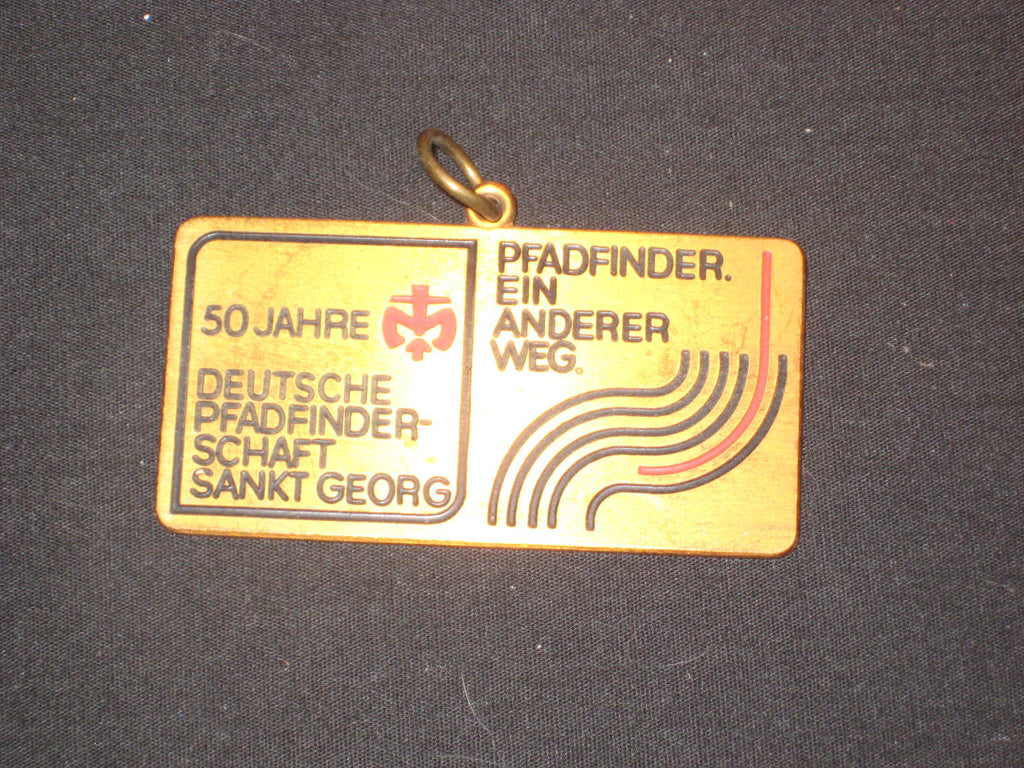 50 JAHRE
DEUTSCHE
PFADFINDER-
SCHAFT
SANKT GEORG
PFADFINDER.
EIN
ANDERER
WEG.